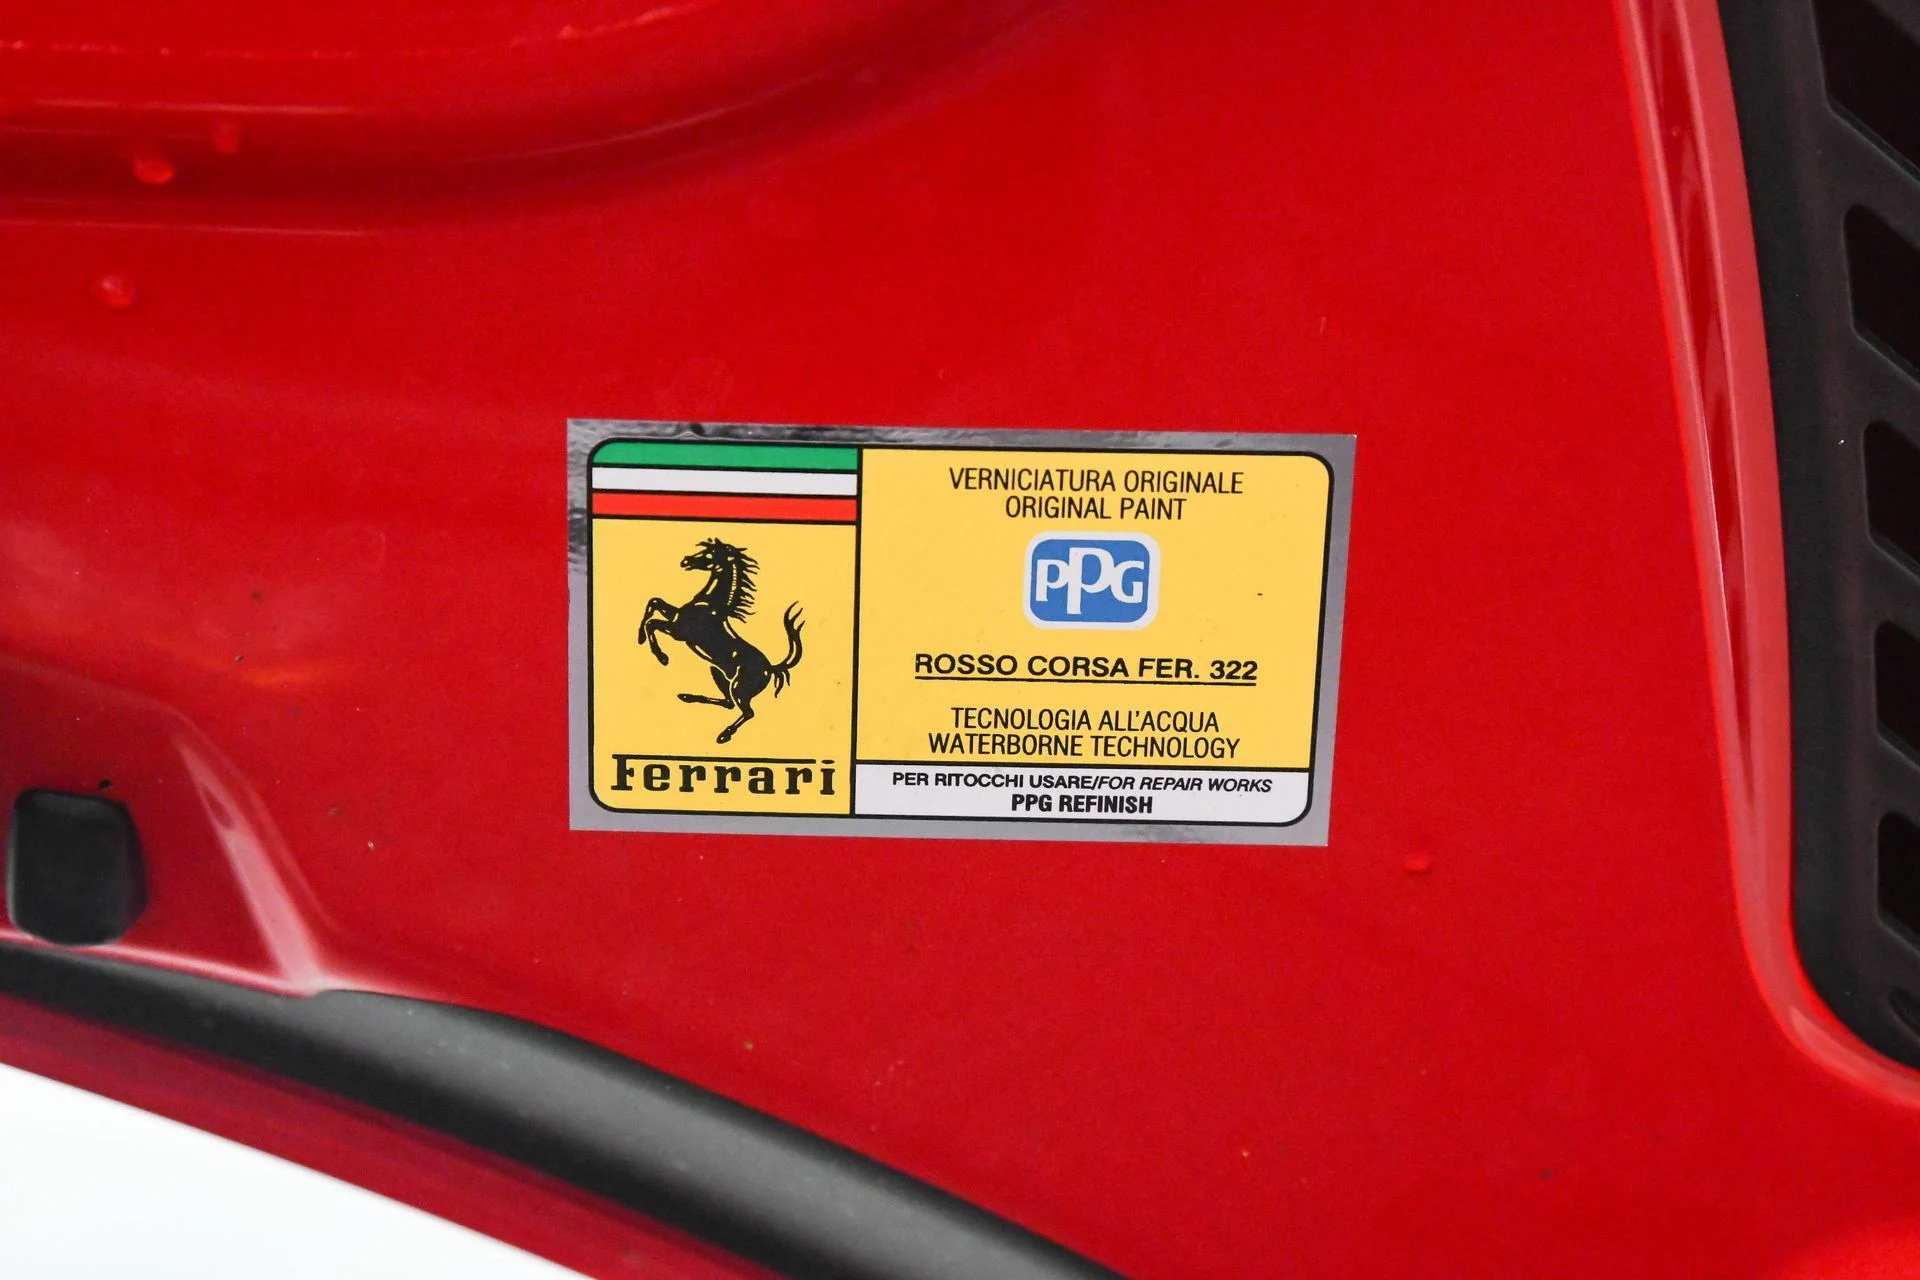 Ferrari
VERNICIATURA ORIGINALE
ORIGINAL PAINT
PPG
ROSSO CORSA FER. 322
TECNOLOGIA ALL'ACQUA
WATERBORNE TECHNOLOGY
PER RITOCCHI USARE/FOR REPAIR WORKS
PPG REFINISH